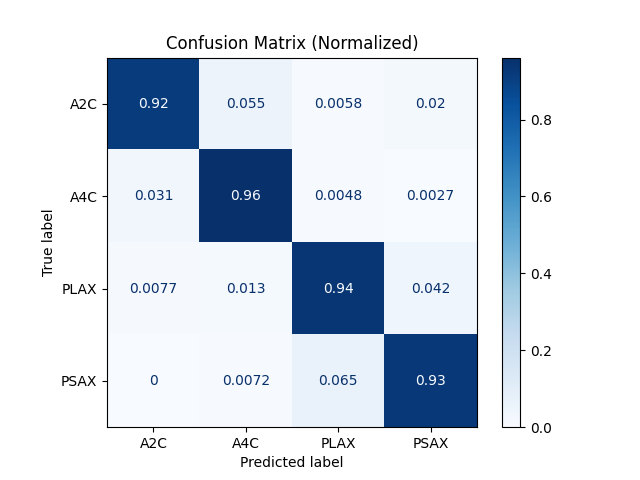 Confusion Matrix (Normalized)
True label
A2C 0.92 0.055 0.0058 0.02
A4C 0.031 0.96 0.0048 0.0027
PLAX 0.0077 0.013 0.94 0.042
PSAX 0 0.0072 0.065 0.93
A2C A4C PLAX PSAX
Predicted label
0.8
0.6
0.4
0.2
0.0